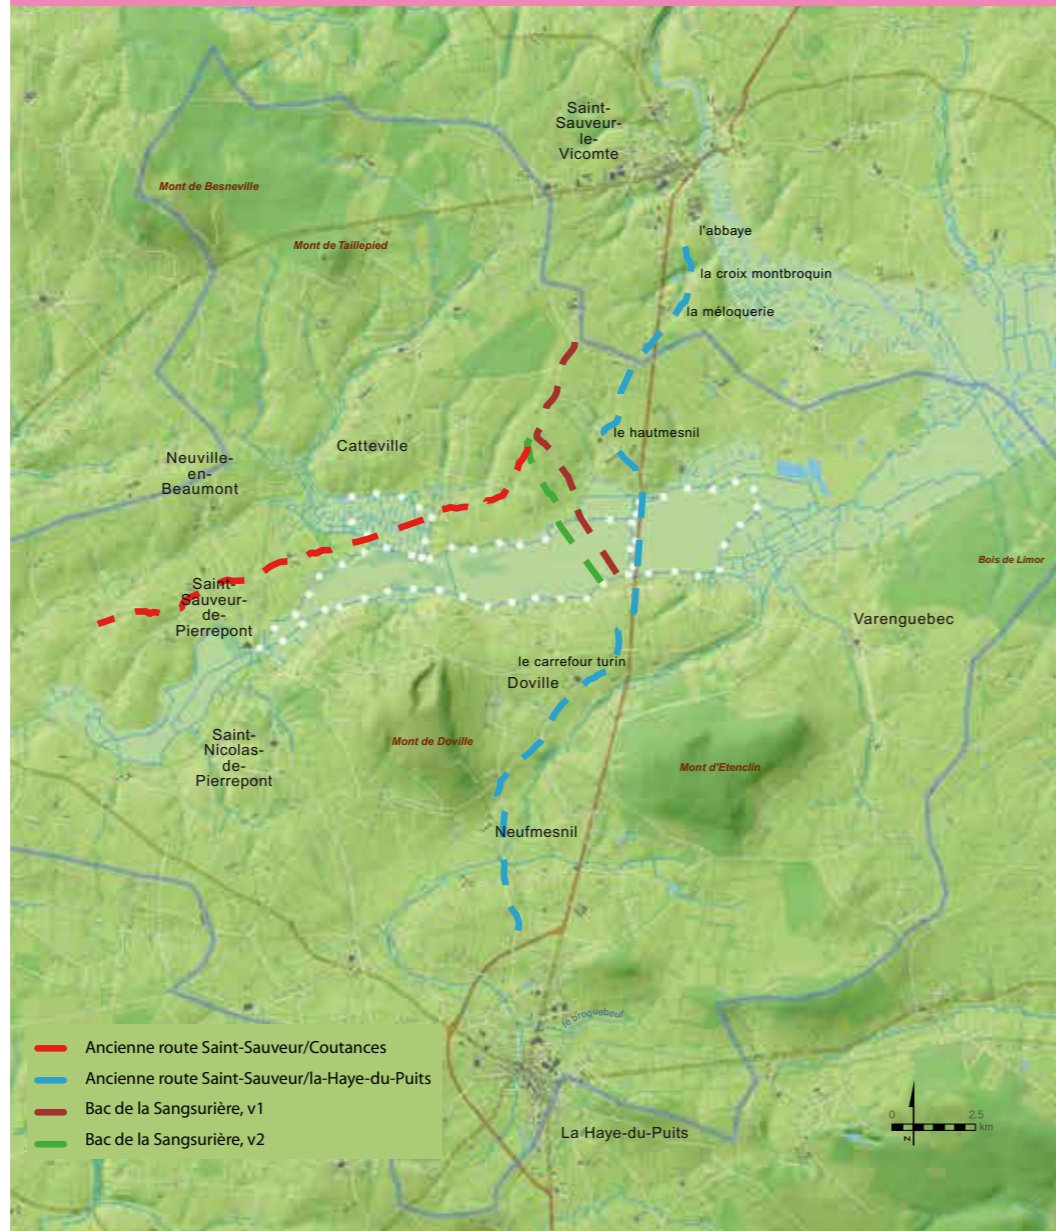 Saint-
Sauveur-
le-
Vicomte
Mont de Besneville
l'abbaye
Mont de Taillepied
la croix montbroquin
la méloquerie
le hautmesnil
Catteville
Neuville-
en-
Beaumont
Bois de Limor
Saint-
Sauveur-
de-
Pierrepont
Varenguebec
le carrefour turin
Doville
Saint-
Nicolas-
de-
Pierrepont
Mont de Doville
Mont d'Etenclin
Neufmesnil
le broquebeuf
Ancienne route Saint-Sauveur/Coutances
Ancienne route Saint-Sauveur/la-Haye-du-Puits
Bac de la Sangsurière, v1
Bac de la Sangsurière, v2
La Haye-du-Puits
0 2.5
km
N